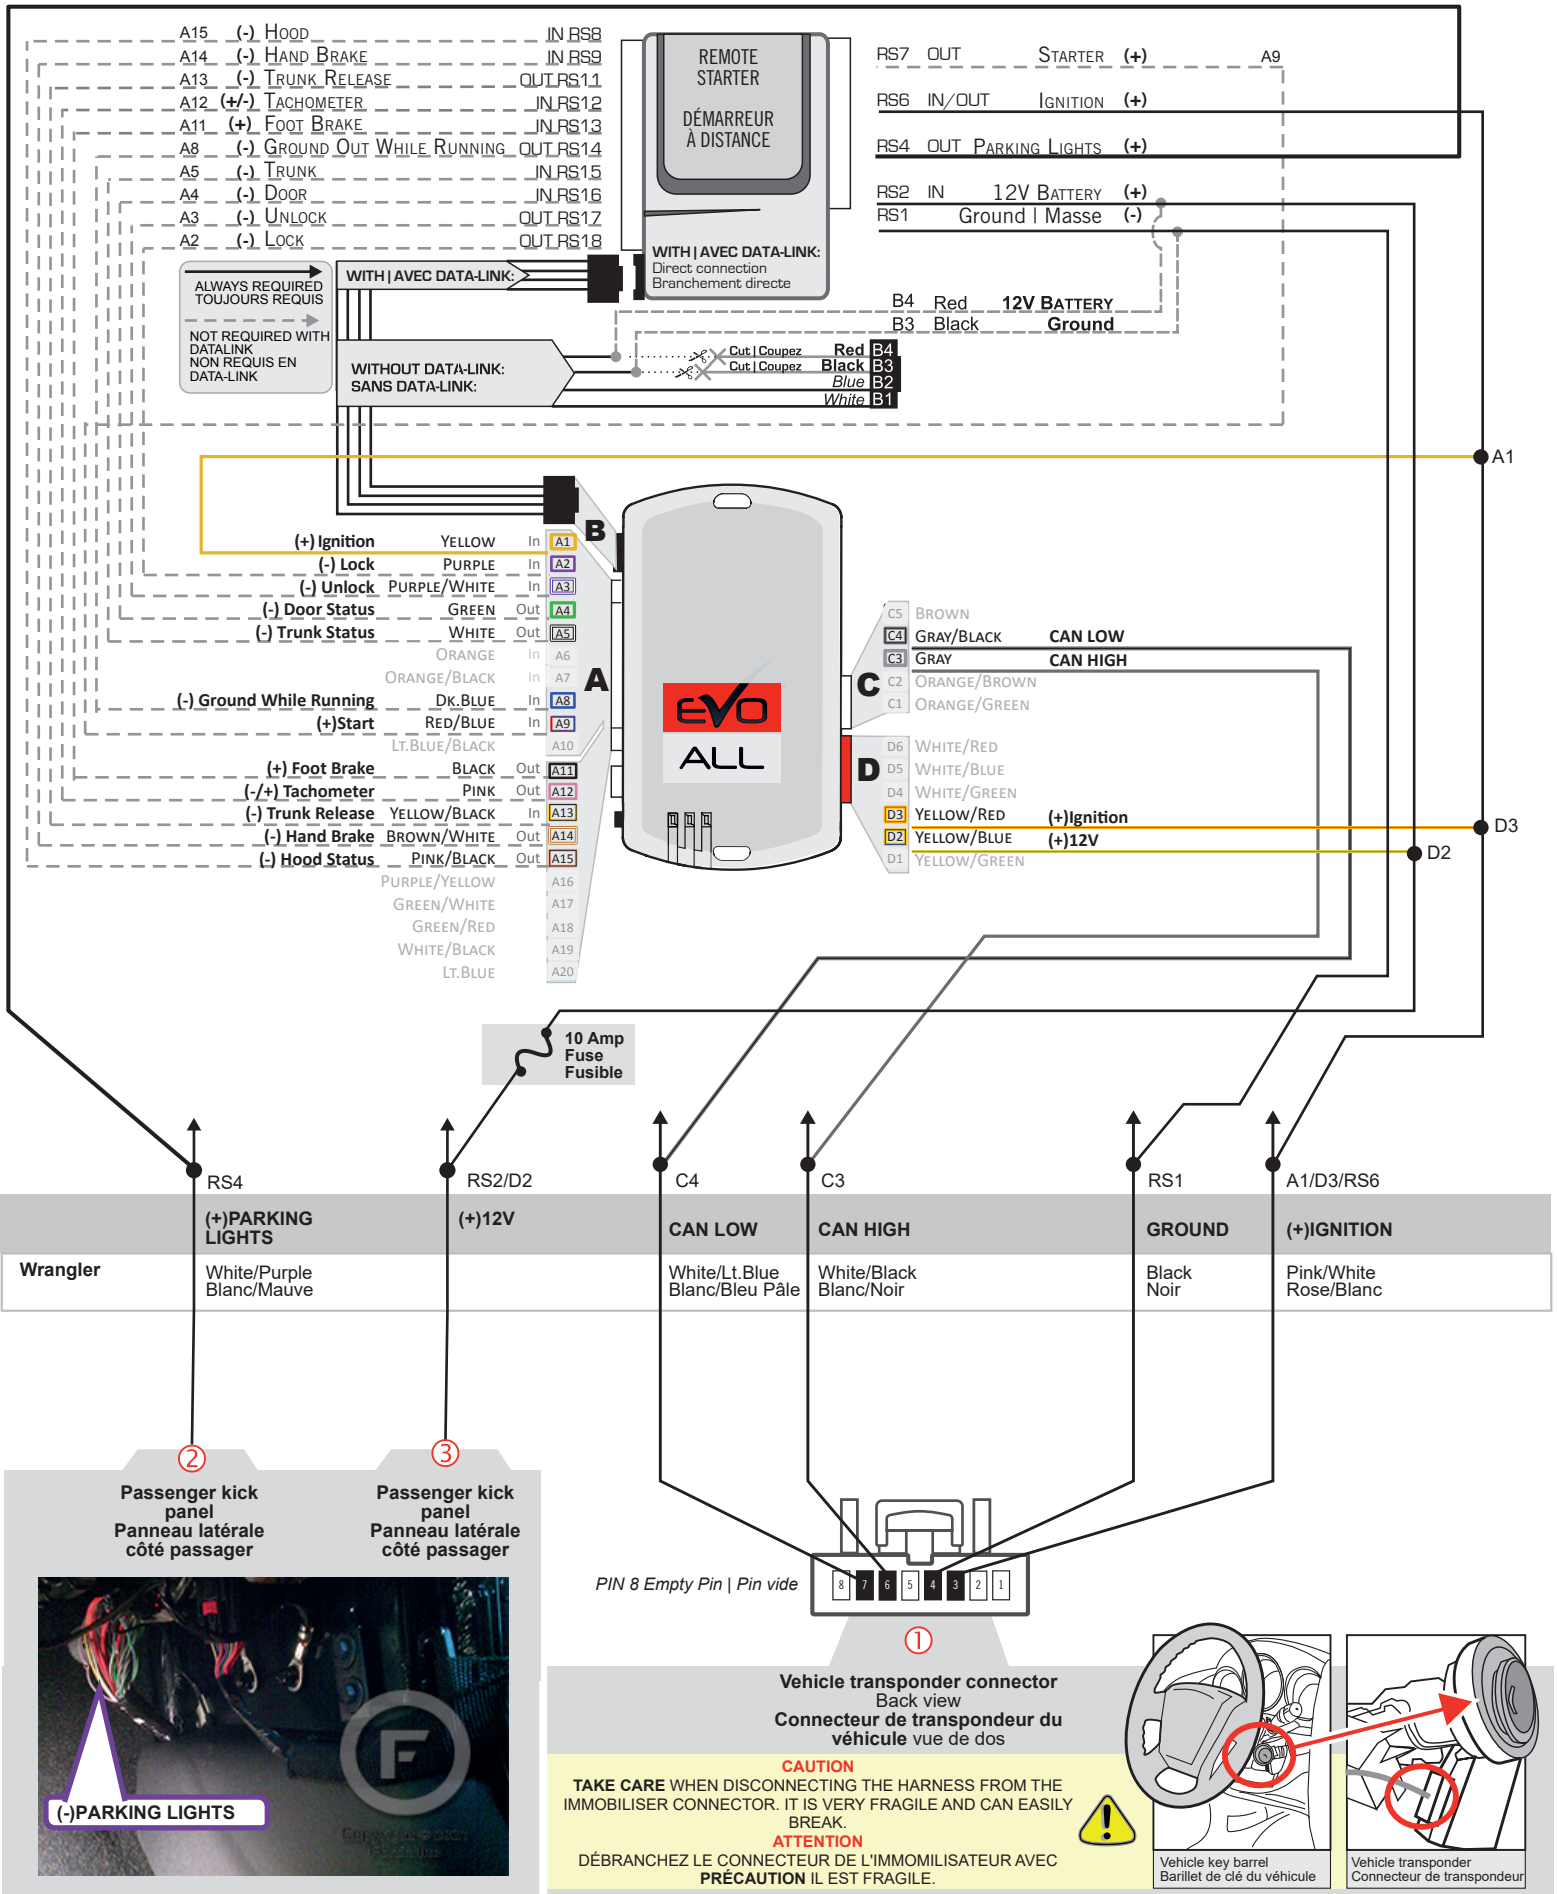 A15 (-) HOOD IN RS8
A14 (-) HAND BRAKE IN RS9
A13 (-) TRUNK RELEASE OUT RS11
A12 (+/-) TACHOMETER IN RS12
A11 (+) FOOT BRAKE IN RS13
A8 (-) GROUND OUT WHILE RUNNING OUT RS14
A5 (-) TRUNK IN RS15
A4 (-) DOOR IN RS16
A3 (-) UNLOCK OUT RS17
A2 (-) LOCK OUT RS18
REMOTE
STARTER
DÉMARREUR
À DISTANCE
WITH | AVEC DATA-LINK:
Direct connection
Branchement directe
RS7 OUT STARTER (+) A9
RS6 IN/OUT IGNITION (+)
RS4 OUT PARKING LIGHTS (+)
RS2 IN 12V BATTERY (+)
RS1 Ground | Masse (-)
ALWAYS REQUIRED
TOUJOURS REQUIS
NOT REQUIRED WITH
DATALINK
NON REQUIS EN
DATA-LINK
WITH | AVEC DATA-LINK:
WITHOUT DATA-LINK:
SANS DATA-LINK:
B4 Red 12V BATTERY
B3 Black Ground
Cut | Coupez Red B4
Cut | Coupez Black B3
Blue B2
White B1
A1
B
A
(+) Ignition YELLOW In A1
(-) Lock PURPLE In A2
(-) Unlock PURPLE/WHITE In A3
(-) Door Status GREEN Out A4
(-) Trunk Status WHITE Out A5
ORANGE In A6
ORANGE/BLACK In A7
(-) Ground While Running DK.BLUE In A8
(+)Start RED/BLUE In A9
LT.BLUE/BLACK A10
(+) Foot Brake BLACK Out A11
(-/+) Tachometer PINK Out A12
(-) Trunk Release YELLOW/BLACK In A13
(-) Hand Brake BROWN/WHITE Out A14
(-) Hood Status PINK/BLACK Out A15
PURPLE/YELLOW A16
GREEN/WHITE A17
GREEN/RED A18
WHITE/BLACK A19
LT.BLUE A20
EVO
ALL
C
C5 BROWN
C4 GRAY/BLACK CAN LOW
C3 GRAY CAN HIGH
C2 ORANGE/BROWN
C1 ORANGE/GREEN
D
D6 WHITE/RED
D5 WHITE/BLUE
D4 WHITE/GREEN
D3 YELLOW/RED (+)Ignition
D2 YELLOW/BLUE (+)12V
D1 YELLOW/GREEN
D3
D2
10 Amp
Fuse
Fusible
RS4 RS2/D2 C4 C3 RS1 A1/D3/RS6
(+)PARKING
LIGHTS
(+)12V
CAN LOW
CAN HIGH
GROUND
(+)IGNITION
Wrangler
White/Purple
Blanc/Mauve
White/Lt.Blue
Blanc/Bleu Pâle
White/Black
Blanc/Noir
Black
Noir
Pink/White
Rose/Blanc
2
Passenger kick
panel
Panneau latérale
côté passager
3
Passenger kick
panel
Panneau latérale
côté passager
(-)PARKING LIGHTS
F
Copyright © 2021
Fortin Inc
PIN 8 Empty Pin | Pin vide
8 7 6 5 4 3 2 1
1
Vehicle transponder connector
Back view
Connecteur de transpondeur du
véhicule vue de dos
CAUTION
TAKE CARE WHEN DISCONNECTING THE HARNESS FROM THE
IMMOBILISER CONNECTOR. IT IS VERY FRAGILE AND CAN EASILY
BREAK.
ATTENTION
DÉBRANCHEZ LE CONNECTEUR DE L'IMMOMILISATEUR AVEC
PRÉCAUTION IL EST FRAGILE.
Vehicle key barrel
Barillet de clé du véhicule
Vehicle transponder
Connecteur de transpondeur